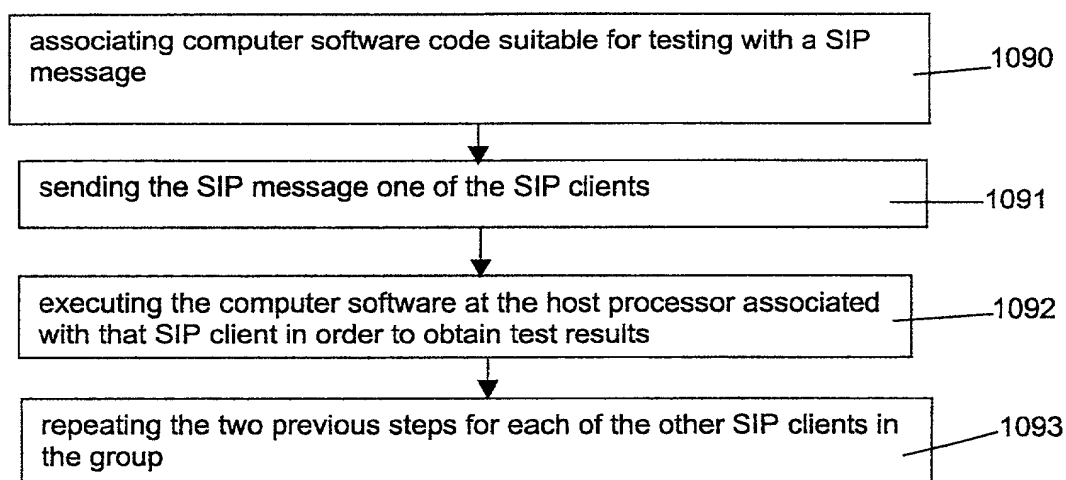 associating computer software code suitable for testing with a SIP
message
1090
sending the SIP message one of the SIP clients
1091
executing the computer software at the host processor associated
with that SIP client in order to obtain test results
1092
repeating the two previous steps for each of the other SIP clients in
the group
1093